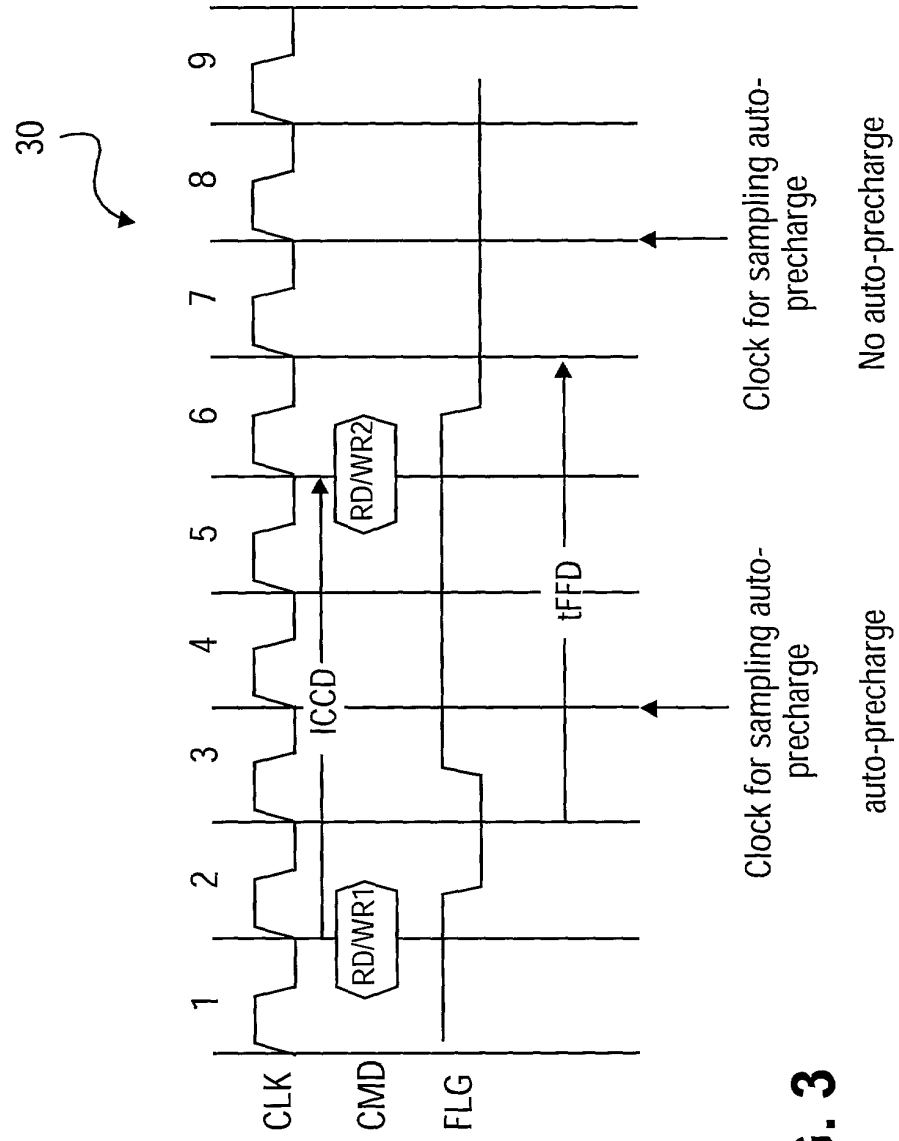 30
1 2 3 4 5 6 7 8 9
CLK
ICCD
CMD
RD/WR1
RD/WR2
FLG
tFFD
Clock for sampling auto-
precharge
auto-precharge
Clock for sampling auto-
precharge
No auto-precharge
G. 3